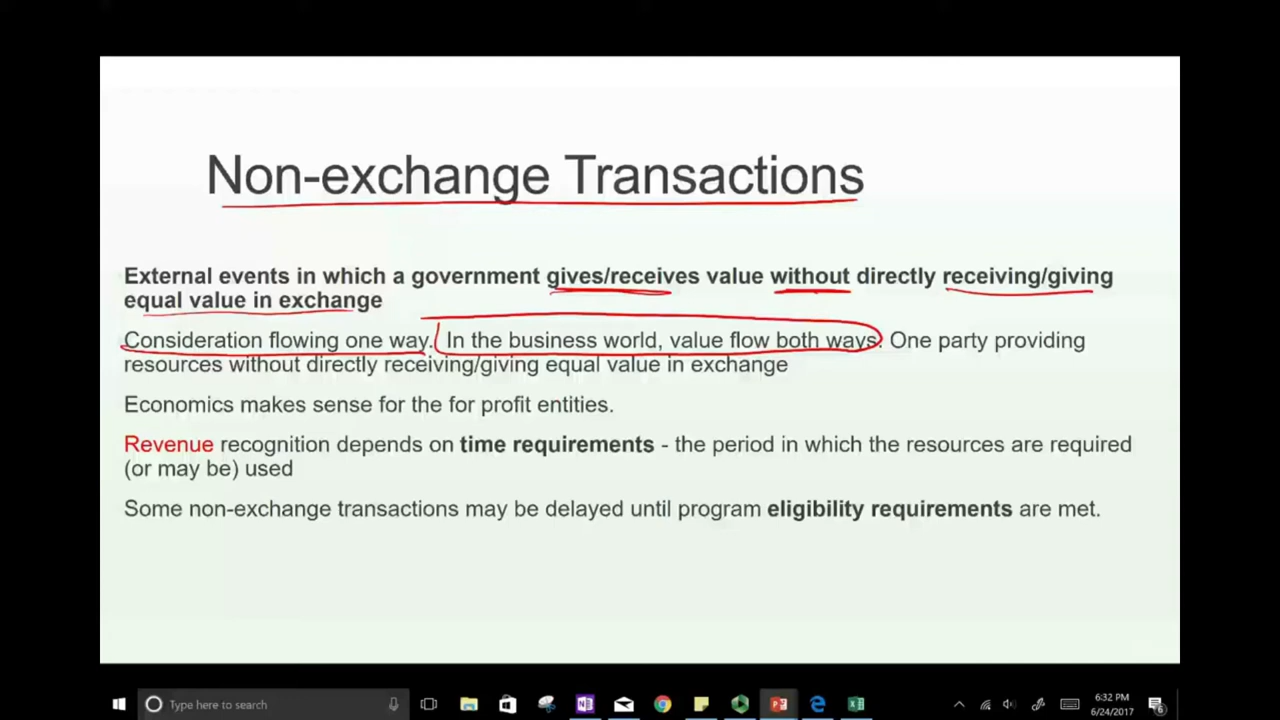 Non-exchange Transactions
External events in which a government gives/receives value without directly receiving/giving
equal value in exchange
Consideration flowing one way. In the business world, value flow both ways. One party providing
resources without directly receiving/giving equal value in exchange
Economics makes sense for the for profit entities.
Revenue recognition depends on time requirements - the period in which the resources are required
(or may be) used
Some non-exchange transactions may be delayed until program eligibility requirements are met.
Type here to search
6:32 PM
6/24/2017
6